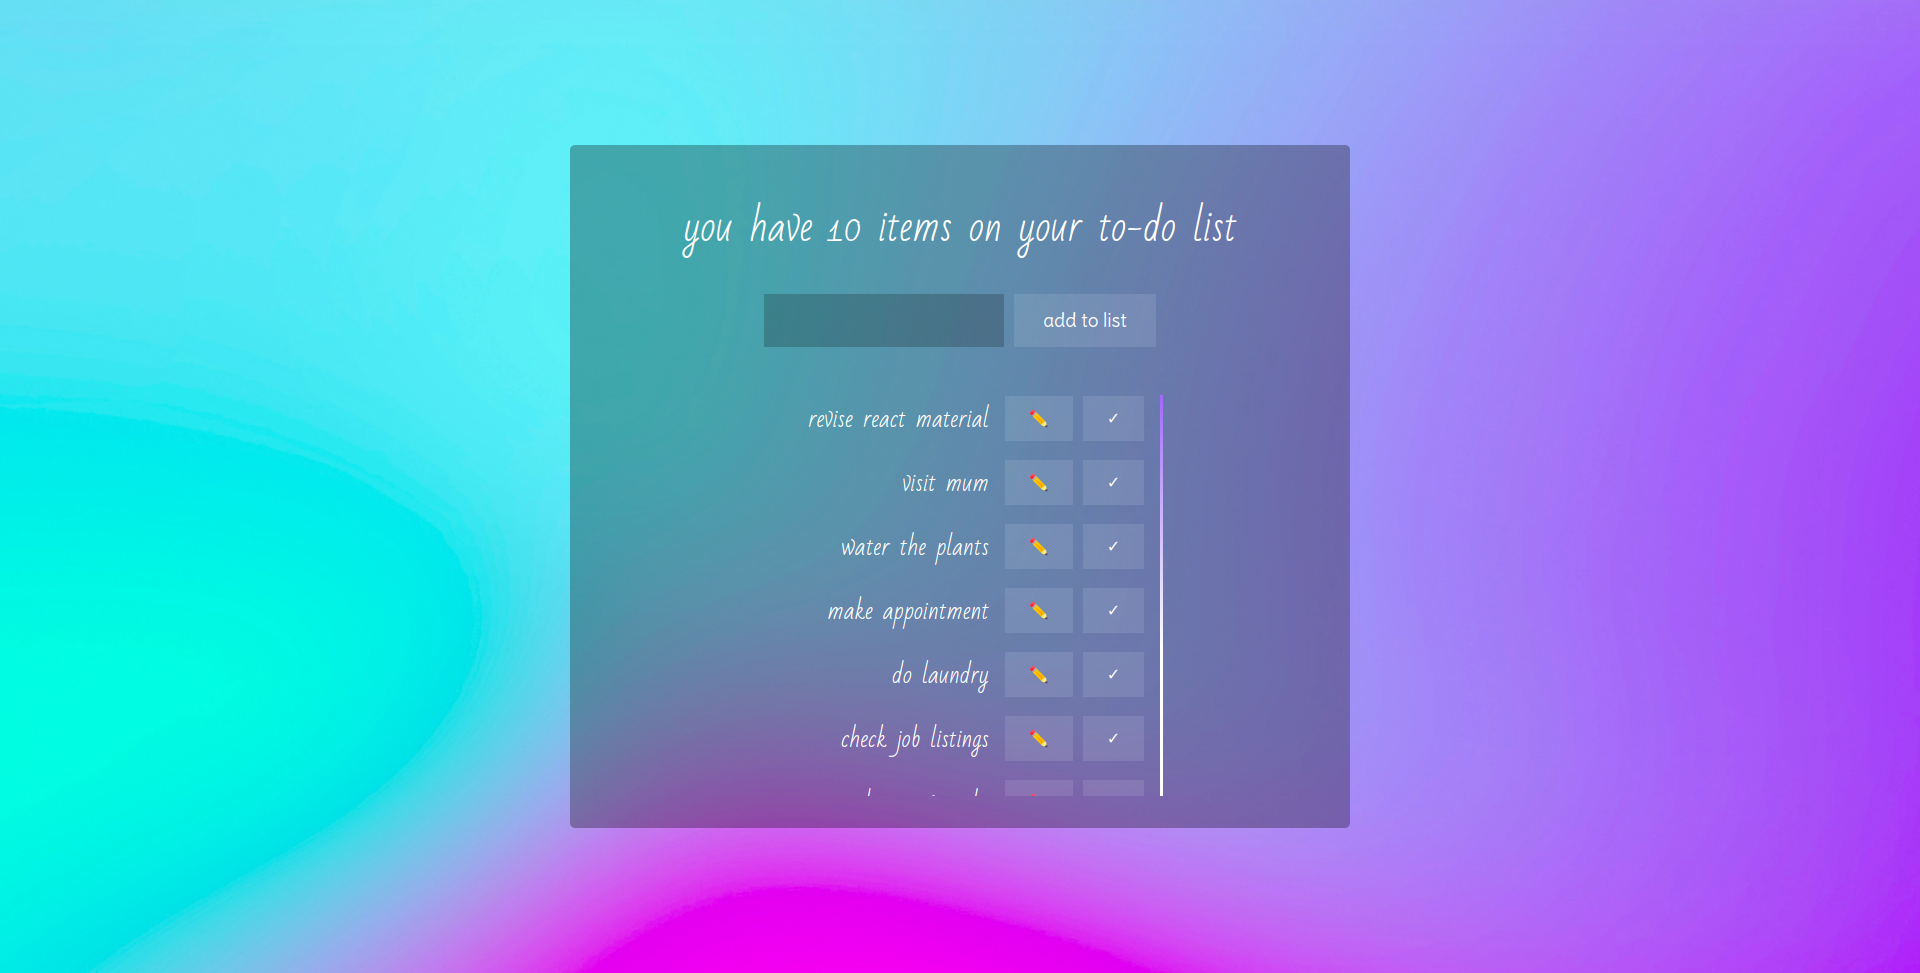 you have 10 items on your to-do list
add to list
revise react material
visit mum
water the plants
make appointment
do laundry
check job listings